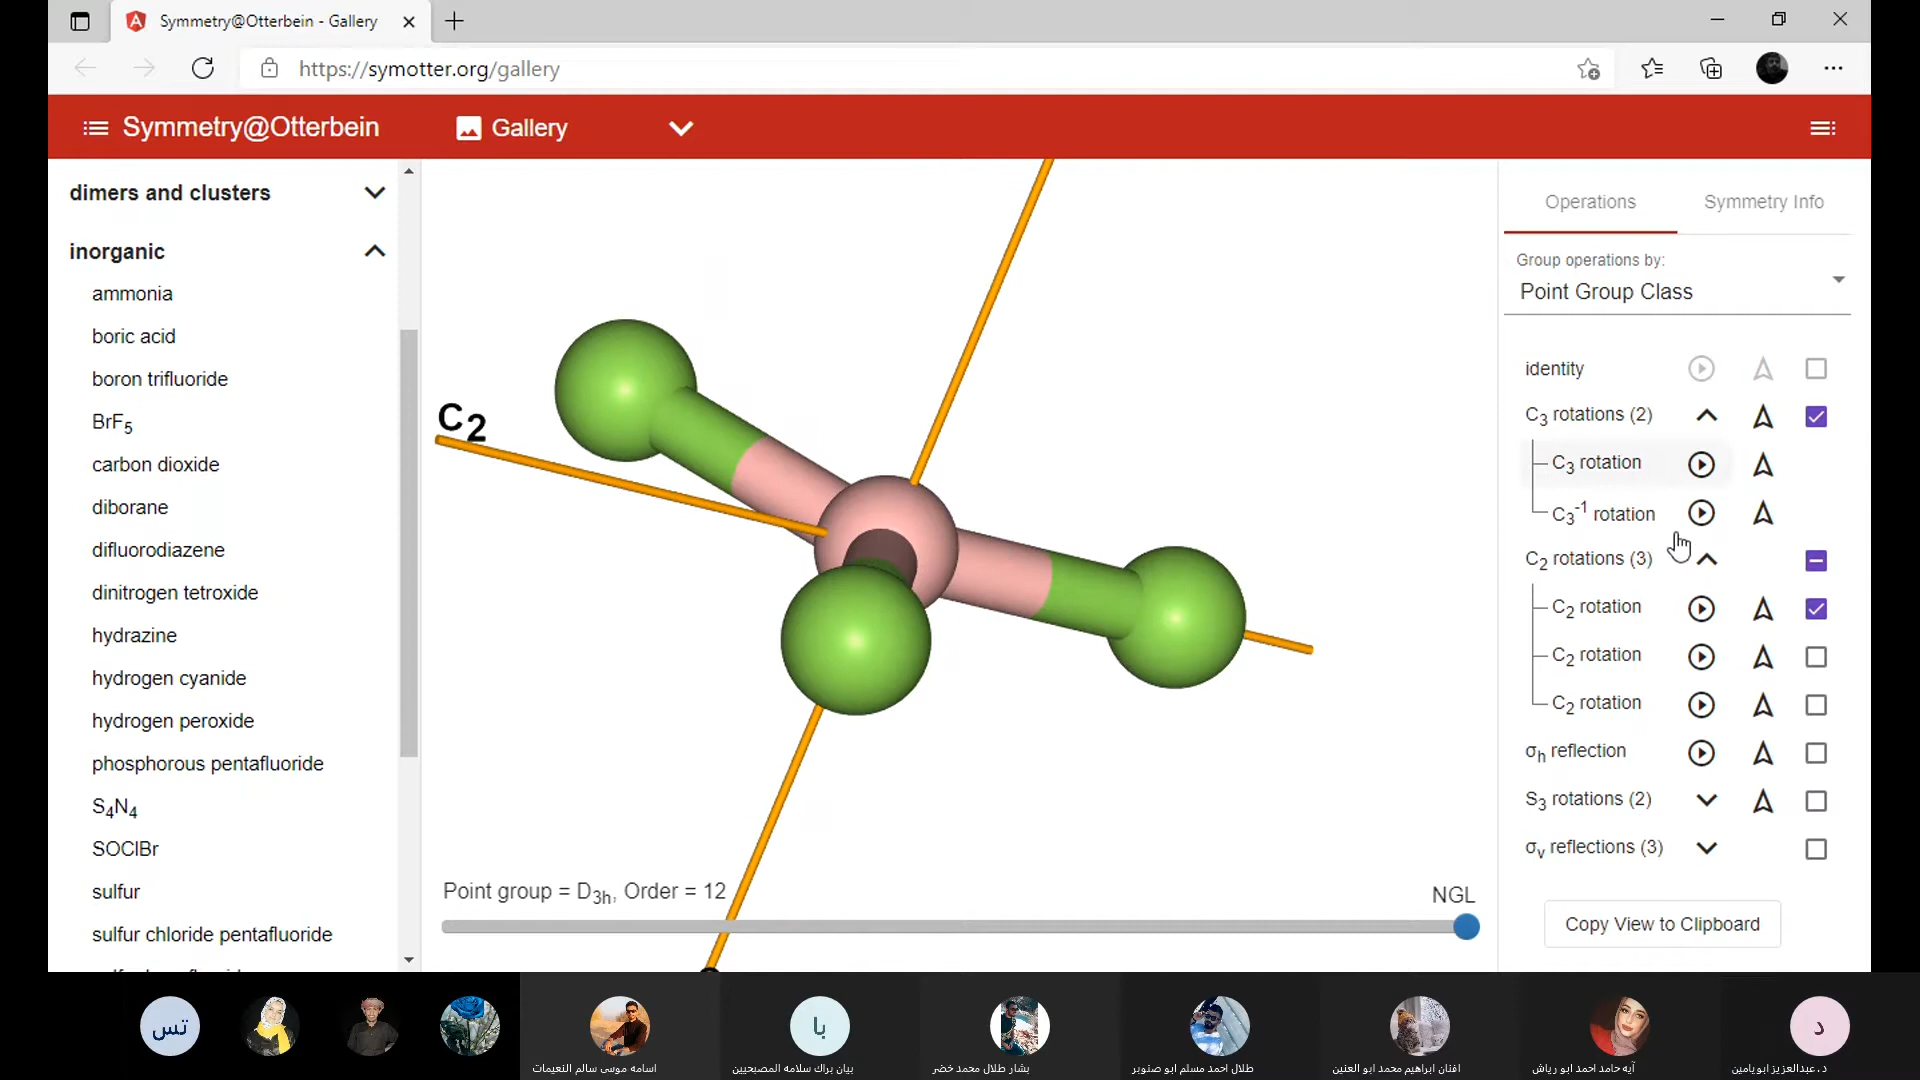 Symmetry@Otterbein - Gallery
https://symotter.org/gallery
Symmetry@Otterbein
Gallery
dimers and clusters
inorganic
ammonia
boric acid
boron trifluoride
BrF5
carbon dioxide
diborane
difluorodiazene
dinitrogen tetroxide
hydrazine
hydrogen cyanide
hydrogen peroxide
phosphorous pentafluoride
S4N4
SOClBr
sulfur
sulfur chloride pentafluoride
C2
Point group = D3h, Order = 12
NGL
Operations
Symmetry Info
Group operations by:
Point Group Class
identity
C3 rotations (2)
C3 rotation
C3-1 rotation
C2 rotations (3)
C2 rotation
C2 rotation
C2 rotation
σh reflection
S3 rotations (2)
σv reflections (3)
Copy View to Clipboard
تس
با
د
اسامه موسى سالم النعيمات
بيان براك سلامه المصبحيين
بشار طلال محمد خضر
طلال احمد مسلم ابو صنوبر
افنان ابراهيم محمد ابو العنين
آيه حامد احمد ابو رياش
د. عبدالعزيز ابويامين